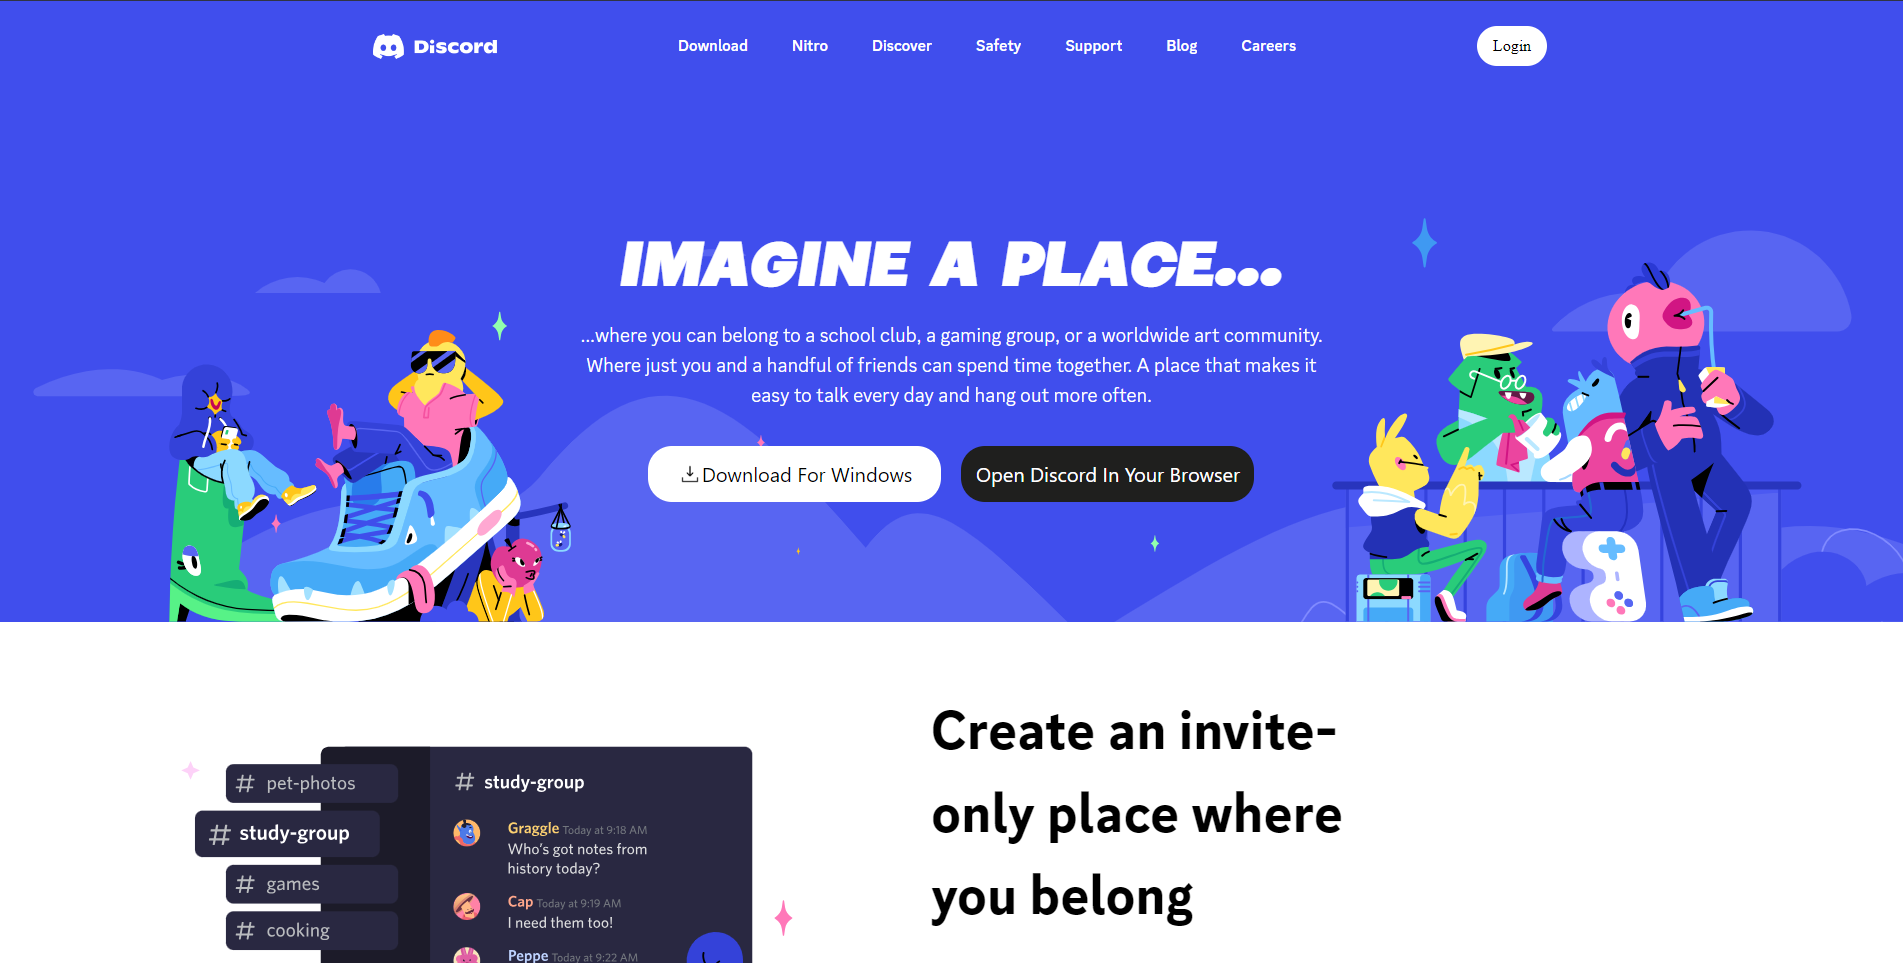 Discord
Download Nitro Discover Safety Support Blog Careers
Login
IMAGINE A PLACE...
...where you can belong to a school club, a gaming group, or a worldwide art community.
Where just you and a handful of friends can spend time together. A place that makes it
easy to talk every day and hang out more often.
Download For Windows
Open Discord In Your Browser
# pet-photos
# study-group
# games
# cooking
# study-group
Graggle Today at 9:18 AM
Who's got notes from
history today?
Cap Today at 9:19 AM
I need them too!
Peppe Today at 9:22 AM
Create an invite-
only place where
you belong